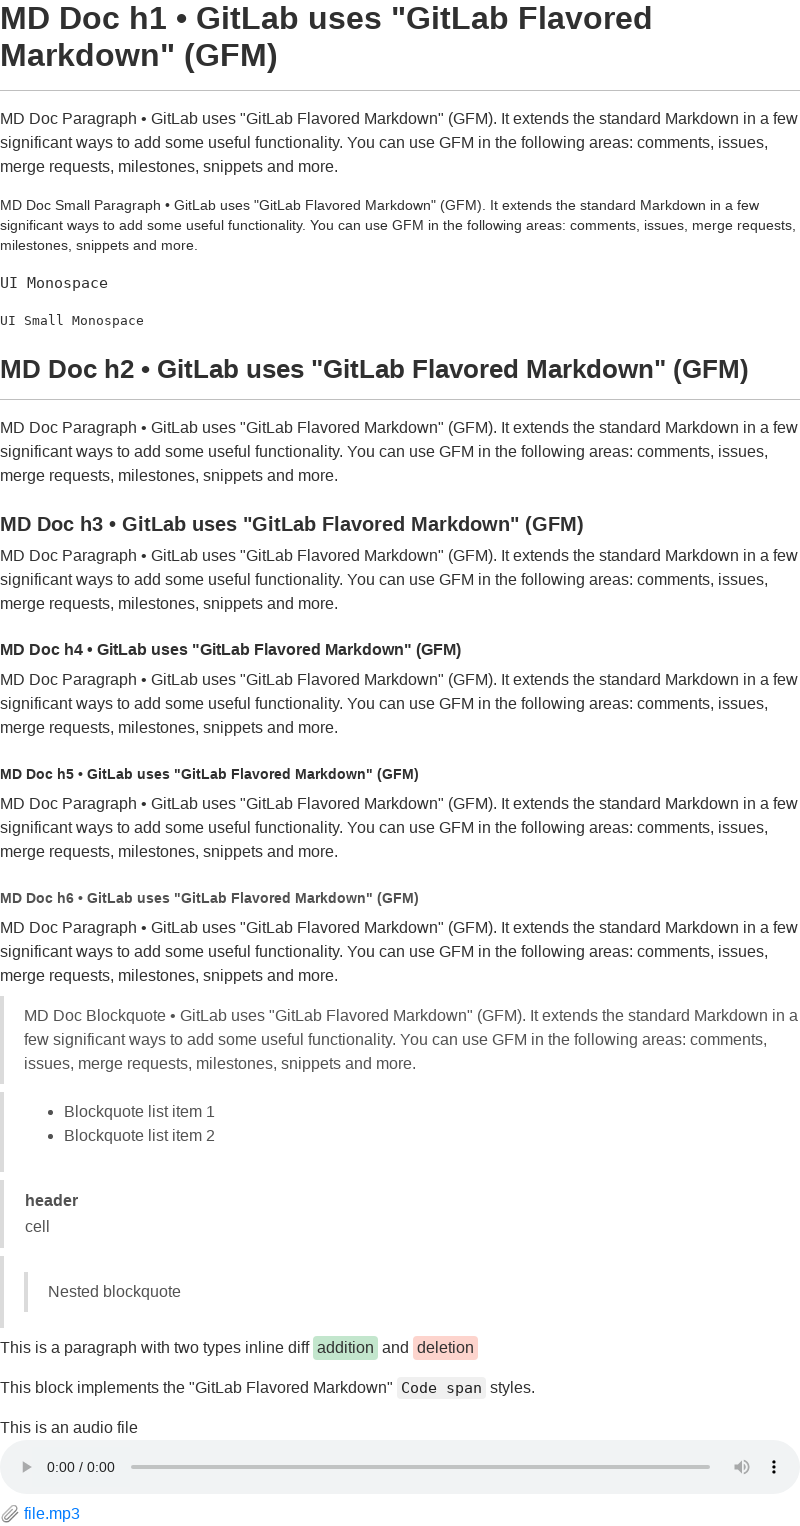 MD Doc h1 • GitLab uses "GitLab Flavored
Markdown" (GFM)
MD Doc Paragraph • GitLab uses "GitLab Flavored Markdown" (GFM). It extends the standard Markdown in a few
significant ways to add some useful functionality. You can use GFM in the following areas: comments, issues,
merge requests, milestones, snippets and more.
MD Doc Small Paragraph • GitLab uses "GitLab Flavored Markdown" (GFM). It extends the standard Markdown in a few
significant ways to add some useful functionality. You can use GFM in the following areas: comments, issues, merge requests,
milestones, snippets and more.
UI Monospace
UI Small Monospace
MD Doc h2 • GitLab uses "GitLab Flavored Markdown" (GFM)
MD Doc Paragraph • GitLab uses "GitLab Flavored Markdown" (GFM). It extends the standard Markdown in a few
significant ways to add some useful functionality. You can use GFM in the following areas: comments, issues,
merge requests, milestones, snippets and more.
MD Doc h3 • GitLab uses "GitLab Flavored Markdown" (GFM)
MD Doc Paragraph • GitLab uses "GitLab Flavored Markdown" (GFM). It extends the standard Markdown in a few
significant ways to add some useful functionality. You can use GFM in the following areas: comments, issues,
merge requests, milestones, snippets and more.
MD Doc h4 • GitLab uses "GitLab Flavored Markdown" (GFM)
MD Doc Paragraph • GitLab uses "GitLab Flavored Markdown" (GFM). It extends the standard Markdown in a few
significant ways to add some useful functionality. You can use GFM in the following areas: comments, issues,
merge requests, milestones, snippets and more.
MD Doc h5 • GitLab uses "GitLab Flavored Markdown" (GFM)
MD Doc Paragraph • GitLab uses "GitLab Flavored Markdown" (GFM). It extends the standard Markdown in a few
significant ways to add some useful functionality. You can use GFM in the following areas: comments, issues,
merge requests, milestones, snippets and more.
MD Doc h6 • GitLab uses "GitLab Flavored Markdown" (GFM)
MD Doc Paragraph • GitLab uses "GitLab Flavored Markdown" (GFM). It extends the standard Markdown in a few
significant ways to add some useful functionality. You can use GFM in the following areas: comments, issues,
merge requests, milestones, snippets and more.
MD Doc Blockquote • GitLab uses "GitLab Flavored Markdown" (GFM). It extends the standard Markdown in a
few significant ways to add some useful functionality. You can use GFM in the following areas: comments,
issues, merge requests, milestones, snippets and more.
• Blockquote list item 1
• Blockquote list item 2
header
cell
Nested blockquote
This is a paragraph with two types inline diff addition and deletion
This block implements the "GitLab Flavored Markdown" Code span styles.
This is an audio file
0:00 / 0:00
file.mp3